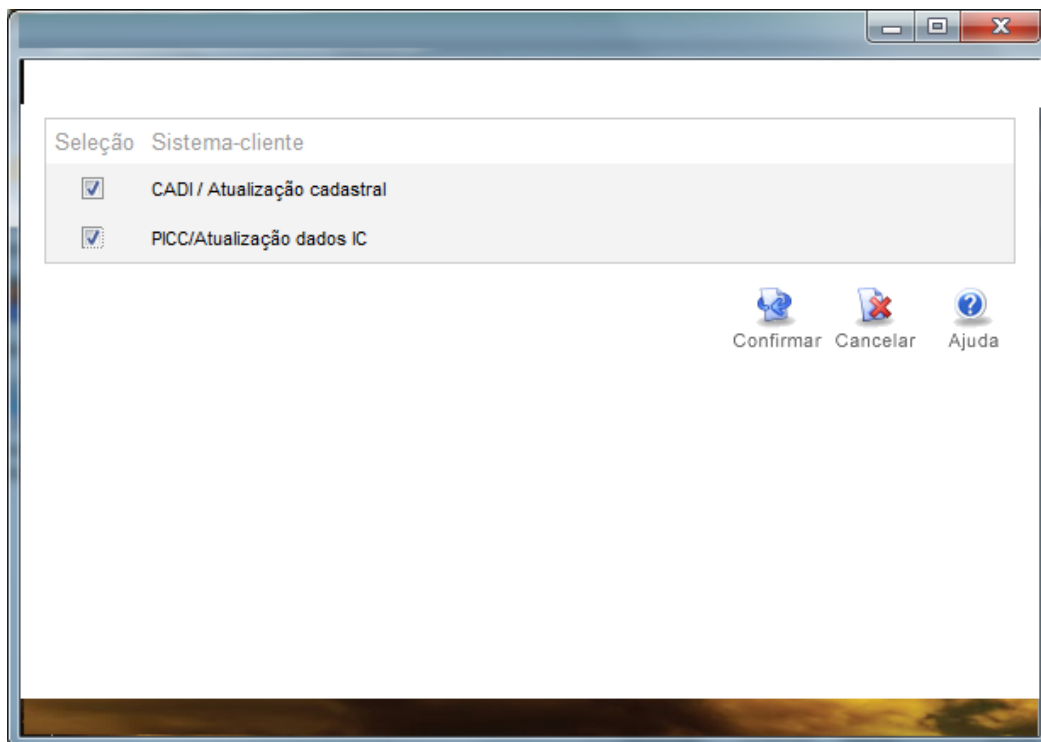 Seleção Sistema-cliente
CADI / Atualização cadastral
PICC/Atualização dados IC
Confirmar Cancelar Ajuda